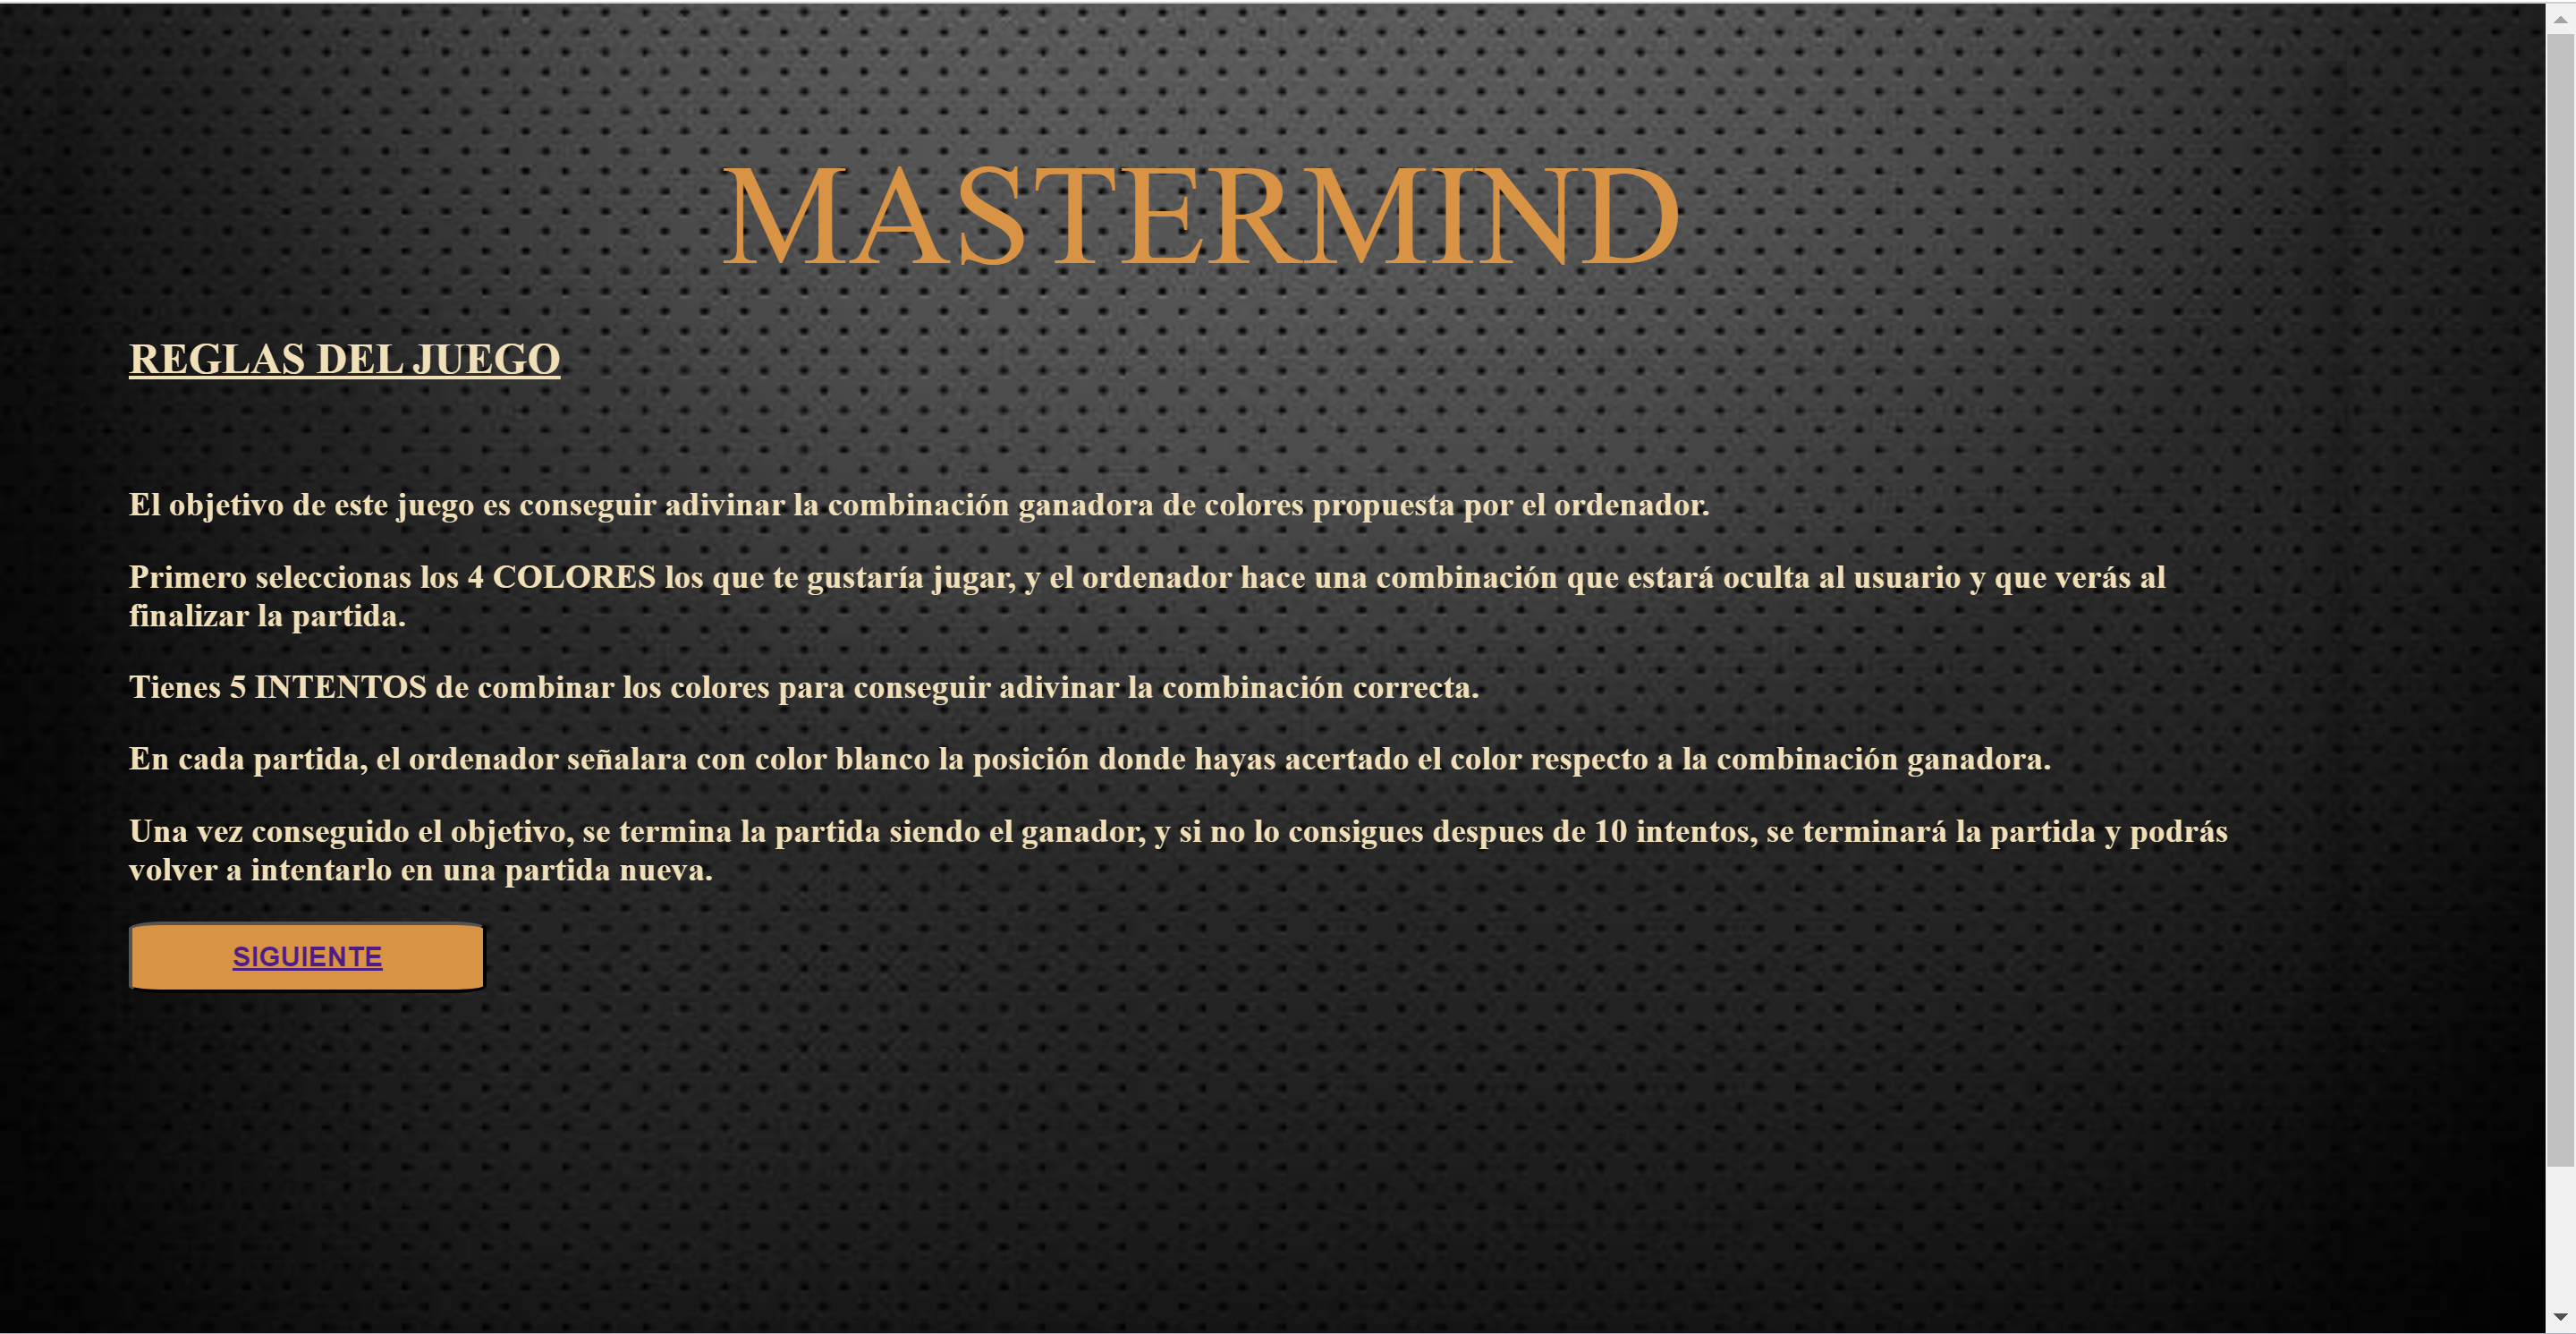 MASTERMIND
REGLAS DEL JUEGO
El objetivo de este juego es conseguir adivinar la combinación ganadora de colores propuesta por el ordenador.
Primero seleccionas los 4 COLORES los que te gustaría jugar, y el ordenador hace una combinación que estará oculta al usuario y que verás al
finalizar la partida.
Tienes 5 INTENTOS de combinar los colores para conseguir adivinar la combinación correcta.
En cada partida, el ordenador señalara con color blanco la posición donde hayas acertado el color respecto a la combinación ganadora.
Una vez conseguido el objetivo, se termina la partida siendo el ganador, y si no lo consigues despues de 10 intentos, se terminará la partida y podrás
volver a intentarlo en una partida nueva.
SIGUIENTE